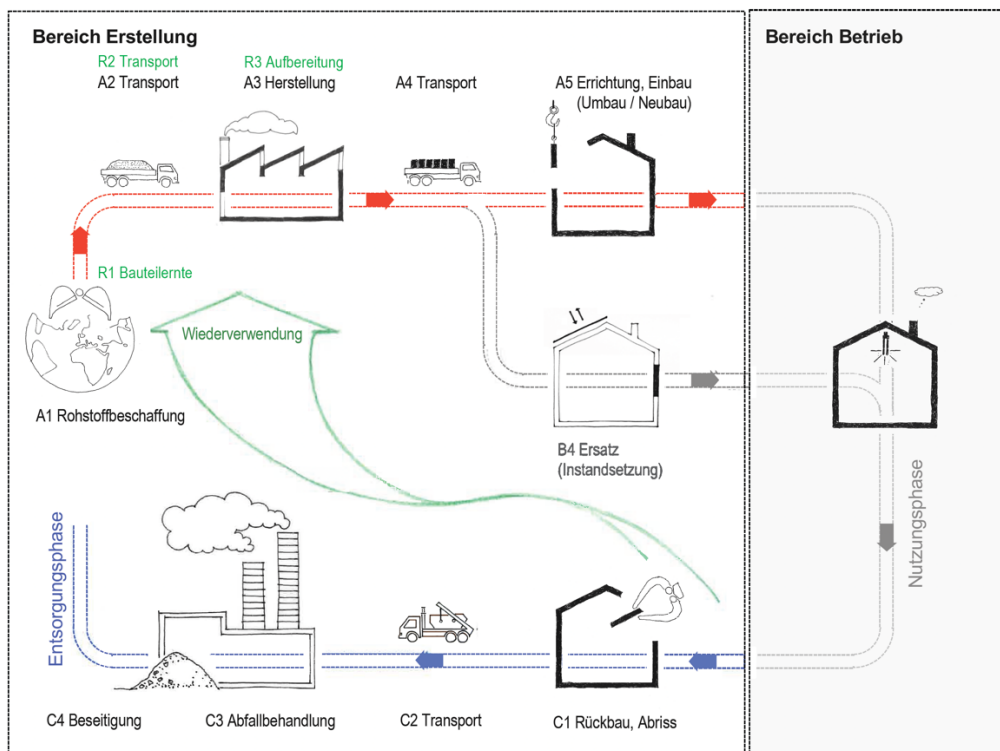 Bereich Erstellung
Bereich Betrieb
R2 Transport
A2 Transport
R3 Aufbereitung
A3 Herstellung
A4 Transport
A5 Errichtung, Einbau
(Umbau / Neubau)
R1 Bauteilernte
Wiederverwendung
A1 Rohstoffbeschaffung
B4 Ersatz
(Instandsetzung)
Entsorgungsphase
Nutzungsphase
C4 Beseitigung
C3 Abfallbehandlung
C2 Transport
C1 Rückbau, Abriss